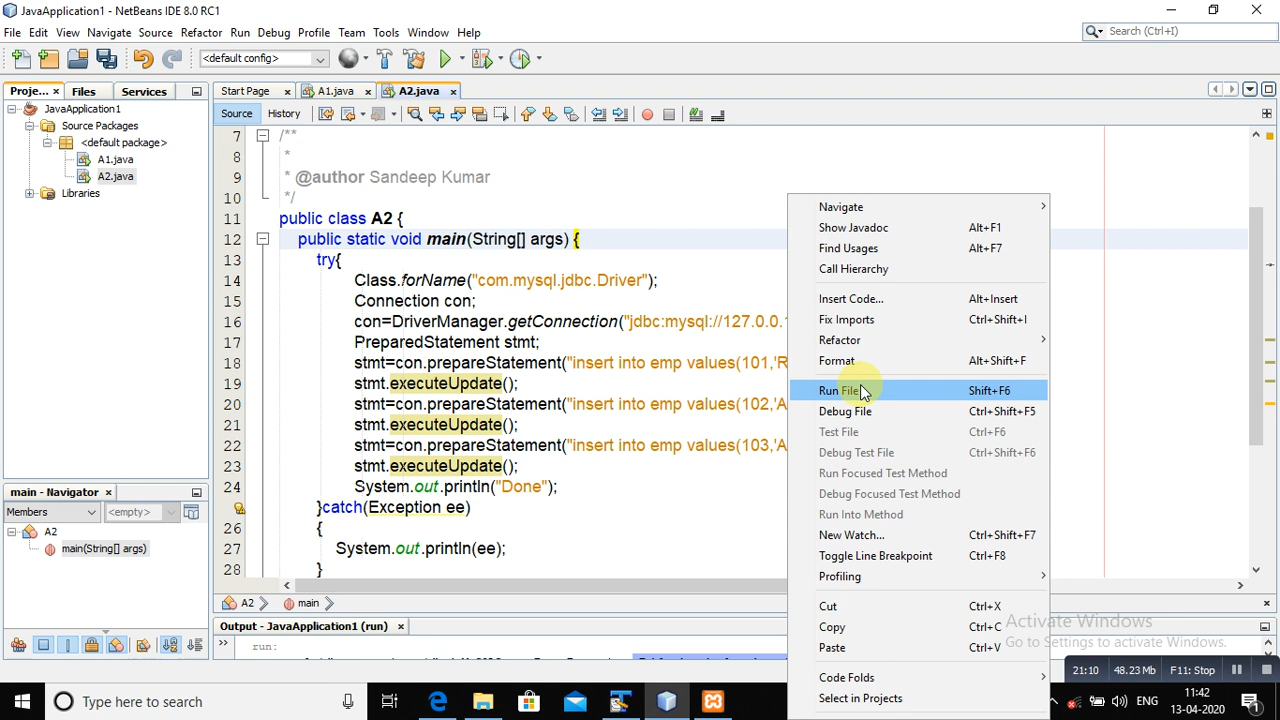 JavaApplication1 - NetBeans IDE 8.0 RC1
File Edit View Navigate Source Refactor Run Debug Profile Team Tools Window Help
Search (Ctrl+I)
<default config>
Proje... × Files Services
Start Page A1.java A2.java
Source History
JavaApplication1
Source Packages
<default package>
A1.java
A2.java
Libraries
7 /**
8 *
9 * @author Sandeep Kumar
10 */
11 public class A2 {
12 public static void main(String[] args) {
13 try{
14 Class.forName("com.mysql.jdbc.Driver");
15 Connection con;
16 con=DriverManager.getConnection("jdbc:mysql://127.0.0.1
17 PreparedStatement stmt;
18 stmt=con.prepareStatement("insert into emp values(101,'R
19 stmt.executeUpdate();
20 stmt=con.prepareStatement("insert into emp values(102,'A
21 stmt.executeUpdate();
22 stmt=con.prepareStatement("insert into emp values(103,'A
23 stmt.executeUpdate();
24 System.out.println("Done");
}catch(Exception ee)
26 {
27 System.out.println(ee);
28 }
Navigate
Show Javadoc Alt+F1
Find Usages Alt+F7
Call Hierarchy
Insert Code... Alt+Insert
Fix Imports Ctrl+Shift+I
Refactor
Format Alt+Shift+F
Run File Shift+F6
Debug File Ctrl+Shift+F5
Test File Ctrl+F6
Debug Test File Ctrl+Shift+F6
Run Focused Test Method
Debug Focused Test Method
Run Into Method
New Watch... Ctrl+Shift+F7
Toggle Line Breakpoint Ctrl+F8
Profiling
Cut Ctrl+X
Copy Ctrl+C
Paste Ctrl+V
Code Folds
Select in Projects
main - Navigator
Members <empty>
A2
main(String[] args)
A2 main
Output - JavaApplication1 (run)
run:
Activate Windows
Go to Settings to activate Windows.
21:10 48.23 Mb F11: Stop
Type here to search
ENG
11:42
13-04-2020
1